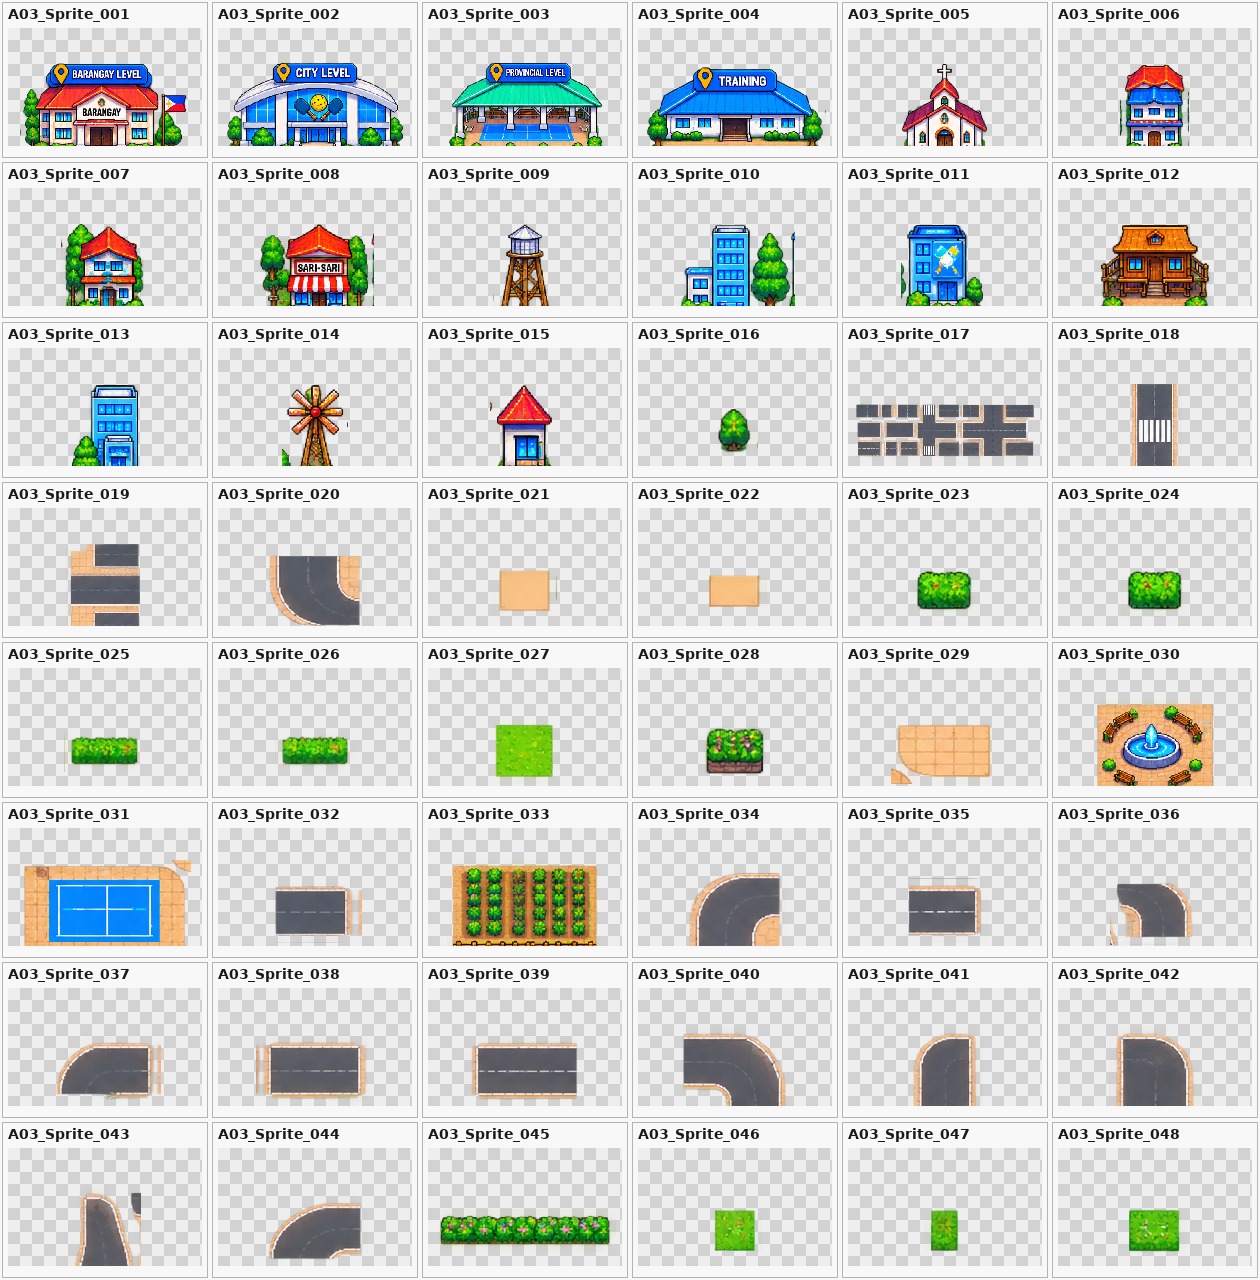 A03_Sprite_001 A03_Sprite_002 A03_Sprite_003 A03_Sprite_004 A03_Sprite_005 A03_Sprite_006
BARANGAY LEVEL CITY LEVEL PROVINCIAL LEVEL TRAINING
BARANGAY
A03_Sprite_007 A03_Sprite_008 A03_Sprite_009 A03_Sprite_010 A03_Sprite_011 A03_Sprite_012
SARI-SARI
A03_Sprite_013 A03_Sprite_014 A03_Sprite_015 A03_Sprite_016 A03_Sprite_017 A03_Sprite_018
A03_Sprite_019 A03_Sprite_020 A03_Sprite_021 A03_Sprite_022 A03_Sprite_023 A03_Sprite_024
A03_Sprite_025 A03_Sprite_026 A03_Sprite_027 A03_Sprite_028 A03_Sprite_029 A03_Sprite_030
A03_Sprite_031 A03_Sprite_032 A03_Sprite_033 A03_Sprite_034 A03_Sprite_035 A03_Sprite_036
A03_Sprite_037 A03_Sprite_038 A03_Sprite_039 A03_Sprite_040 A03_Sprite_041 A03_Sprite_042
A03_Sprite_043 A03_Sprite_044 A03_Sprite_045 A03_Sprite_046 A03_Sprite_047 A03_Sprite_048